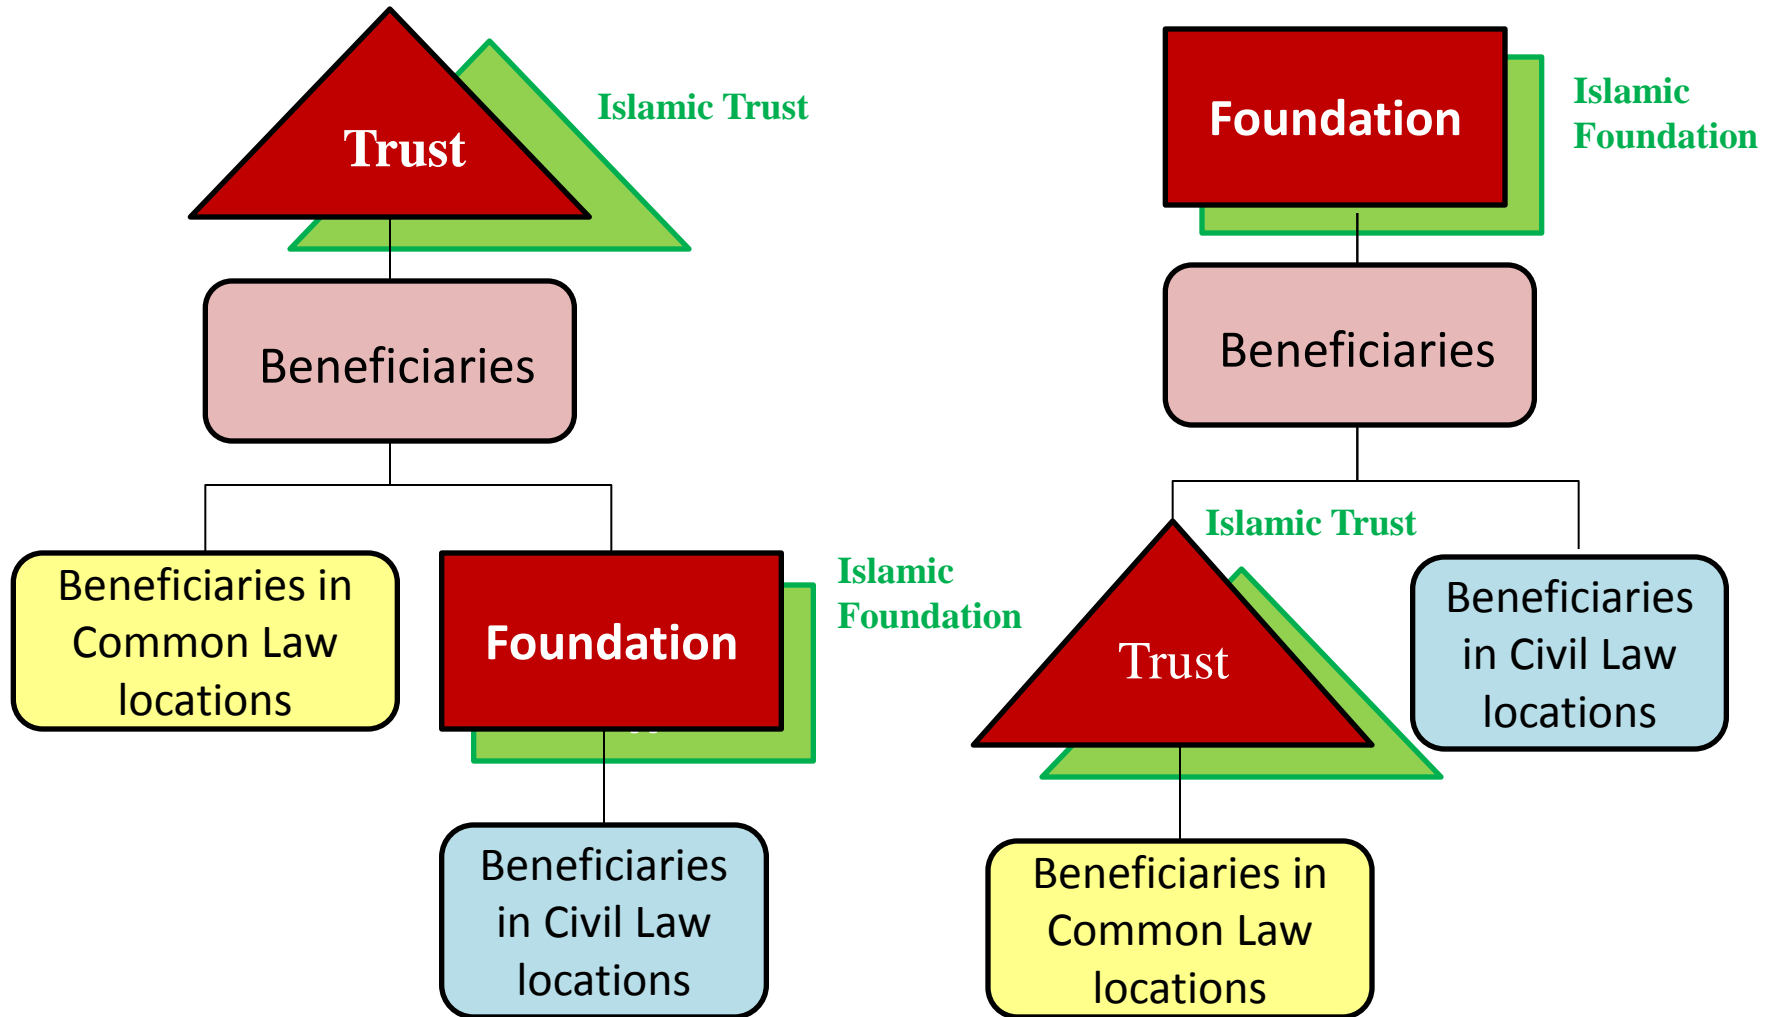 Trust
Islamic Trust
Beneficiaries
Beneficiaries in
Common Law
locations
Foundation
Islamic
Foundation
Beneficiaries
in Civil Law
locations
Foundation
Islamic
Foundation
Beneficiaries
Islamic Trust
Trust
Beneficiaries
in Civil Law
locations
Beneficiaries in
Common Law
locations